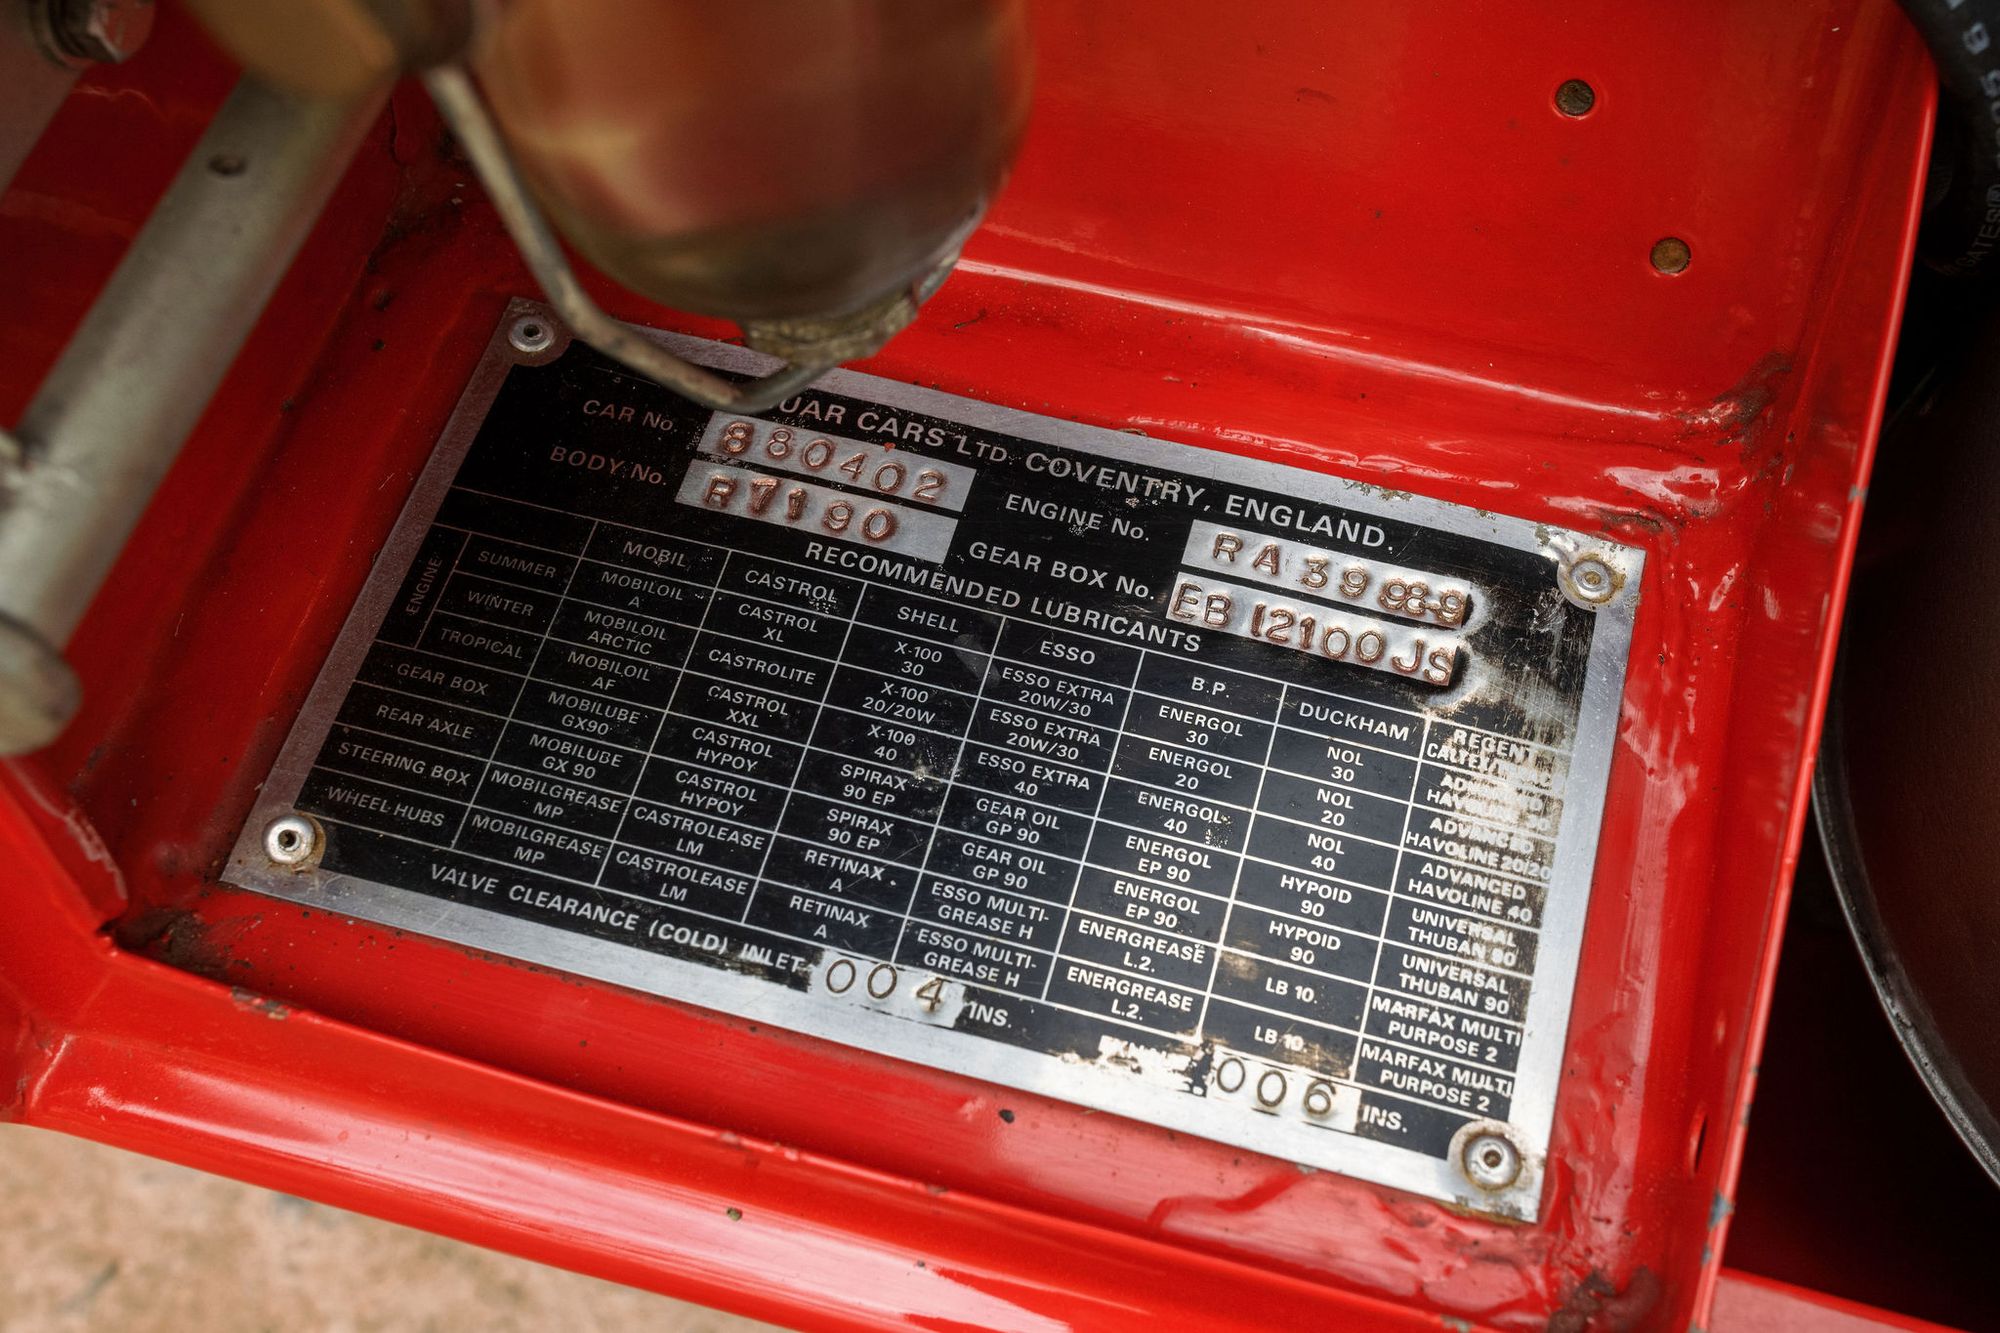 UAR CARS LTD. COVENTRY, ENGLAND.
CAR No. 880402 ENGINE No. RA 3998-9
BODY No. R7190 GEAR BOX No. EB 12100JS
RECOMMENDED LUBRICANTS
MOBIL CASTROL SHELL ESSO B.P. DUCKHAM REGENT
ENGINE
SUMMER MOBILOIL A CASTROL XL X-100 30 ESSO EXTRA 20W/30 ENERGOL 30 NOL 30
WINTER MOBILOIL ARCTIC CASTROLITE X-100 20/20W ESSO EXTRA 20W/30 ENERGOL 20 NOL 20 ADVANCED HAVOLINE 20/20
TROPICAL MOBILOIL AF CASTROL XXL X-100 40 ESSO EXTRA 40 ENERGOL 40 NOL 40 ADVANCED HAVOLINE 40
GEAR BOX MOBILUBE GX90 CASTROL HYPOY SPIRAX 90 EP GEAR OIL GP 90 ENERGOL EP 90 HYPOID 90 UNIVERSAL THUBAN 90
REAR AXLE MOBILUBE GX 90 CASTROL HYPOY SPIRAX 90 EP GEAR OIL GP 90 ENERGOL EP 90 HYPOID 90 UNIVERSAL THUBAN 90
STEERING BOX MOBILGREASE MP CASTROLEASE LM RETINAX A ESSO MULTI-GREASE H ENERGREASE L.2. LB 10. MARFAX MULTI PURPOSE 2
WHEEL HUBS MOBILGREASE MP CASTROLEASE LM RETINAX A ESSO MULTI-GREASE H ENERGREASE L.2. LB 10. MARFAX MULTI PURPOSE 2
VALVE CLEARANCE (COLD) INLET 004 INS. 006 INS.
GATES®